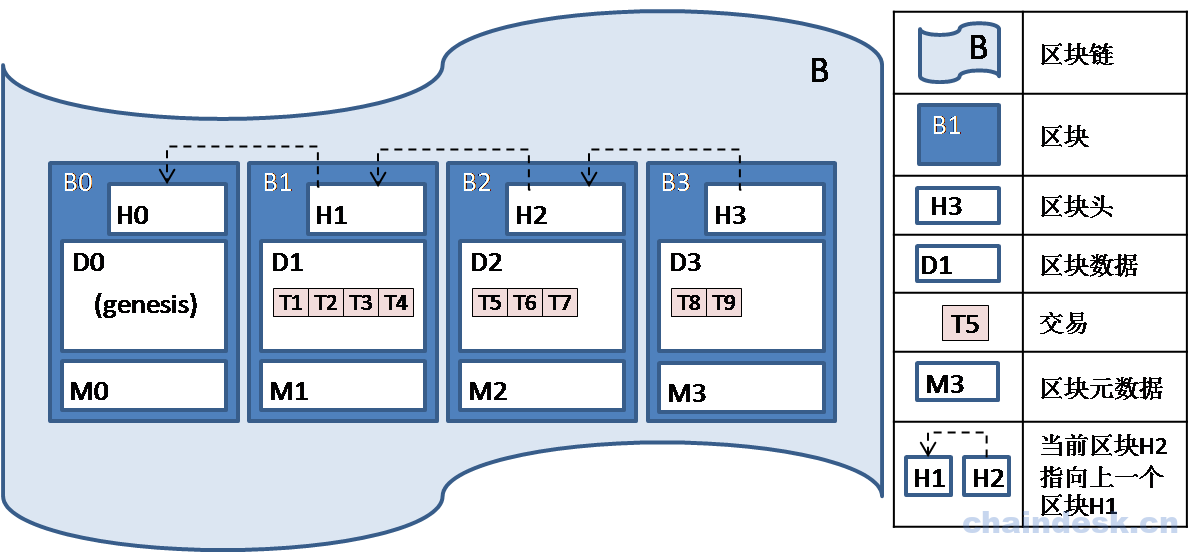 B
B0
B1
B2
B3
H0
H1
H2
H3
D0
(genesis)
D1
T1 T2 T3 T4
D2
T5 T6 T7
D3
T8 T9
M0
M1
M2
M3
B
区块链
B1
区块
H3
区块头
D1
区块数据
T5
交易
M3
区块元数据
H1
H2
当前区块H2
指向上一个
区块H1
chaindesk.cn